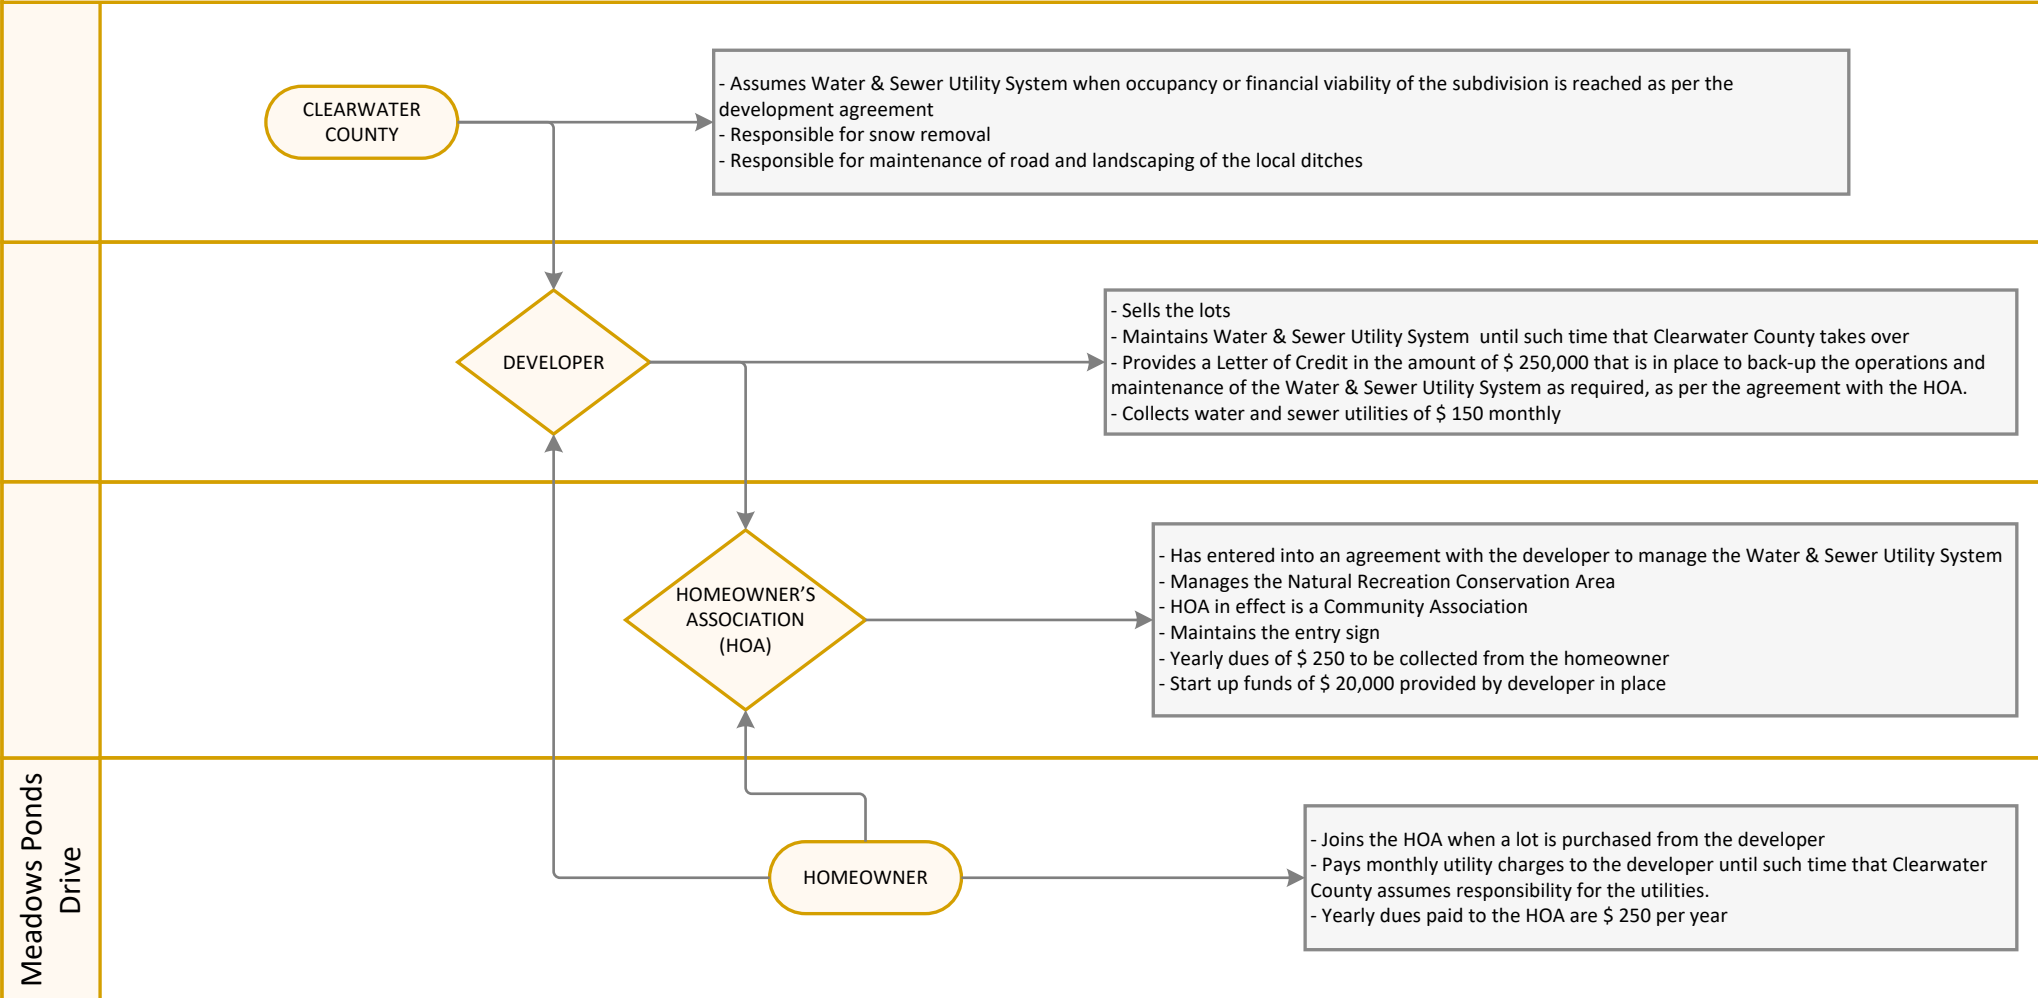 CLEARWATER
COUNTY
- Assumes Water & Sewer Utility System when occupancy or financial viability of the subdivision is reached as per the
development agreement
- Responsible for snow removal
- Responsible for maintenance of road and landscaping of the local ditches
DEVELOPER
- Sells the lots
- Maintains Water & Sewer Utility System  until such time that Clearwater County takes over
- Provides a Letter of Credit in the amount of $ 250,000 that is in place to back-up the operations and
maintenance of the Water & Sewer Utility System as required, as per the agreement with the HOA.
- Collects water and sewer utilities of $ 150 monthly
HOMEOWNER’S
ASSOCIATION
(HOA)
- Has entered into an agreement with the developer to manage the Water & Sewer Utility System
- Manages the Natural Recreation Conservation Area
- HOA in effect is a Community Association
- Maintains the entry sign
- Yearly dues of $ 250 to be collected from the homeowner
- Start up funds of $ 20,000 provided by developer in place
Meadows Ponds
Drive
HOMEOWNER
- Joins the HOA when a lot is purchased from the developer
- Pays monthly utility charges to the developer until such time that Clearwater
County assumes responsibility for the utilities.
- Yearly dues paid to the HOA are $ 250 per year